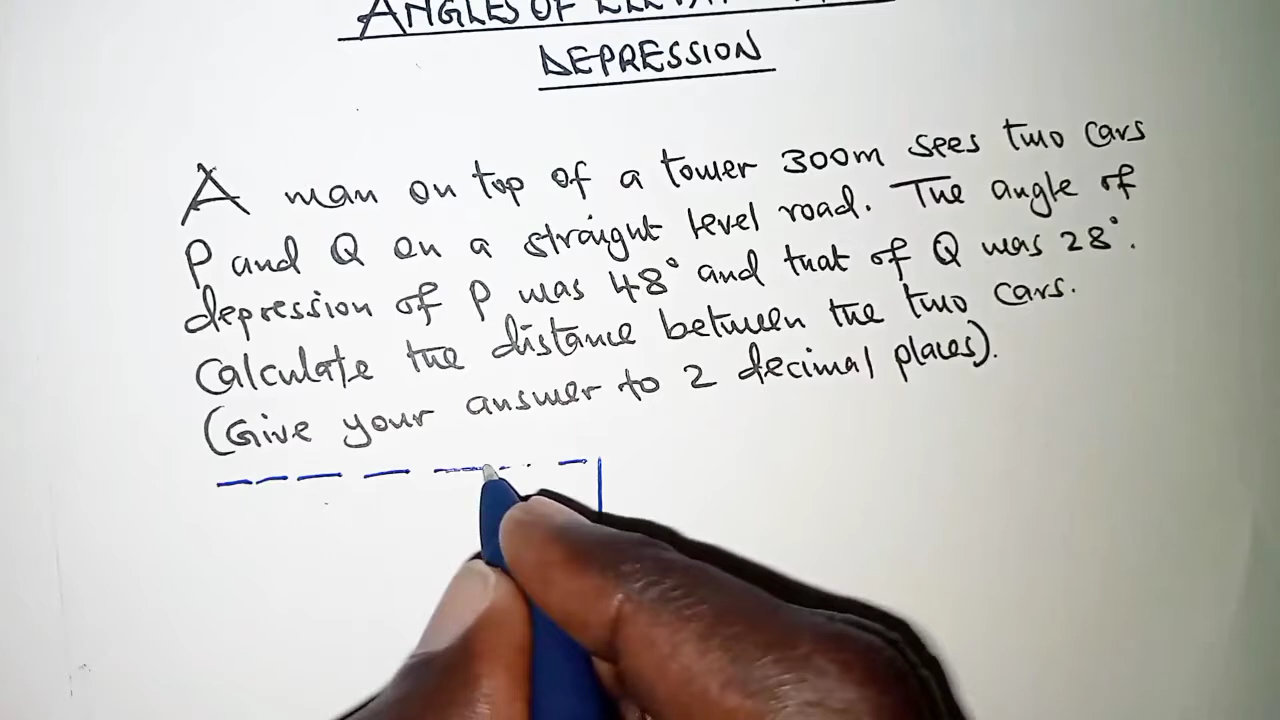 ANGLES OF
DEPRESSION
A man on top of a tower 300m sees two cars
P and Q on a straight level road. The angle of
depression of P was 48° and that of Q was 28°.
Calculate the distance between the two cars.
(Give your answer to 2 decimal places).